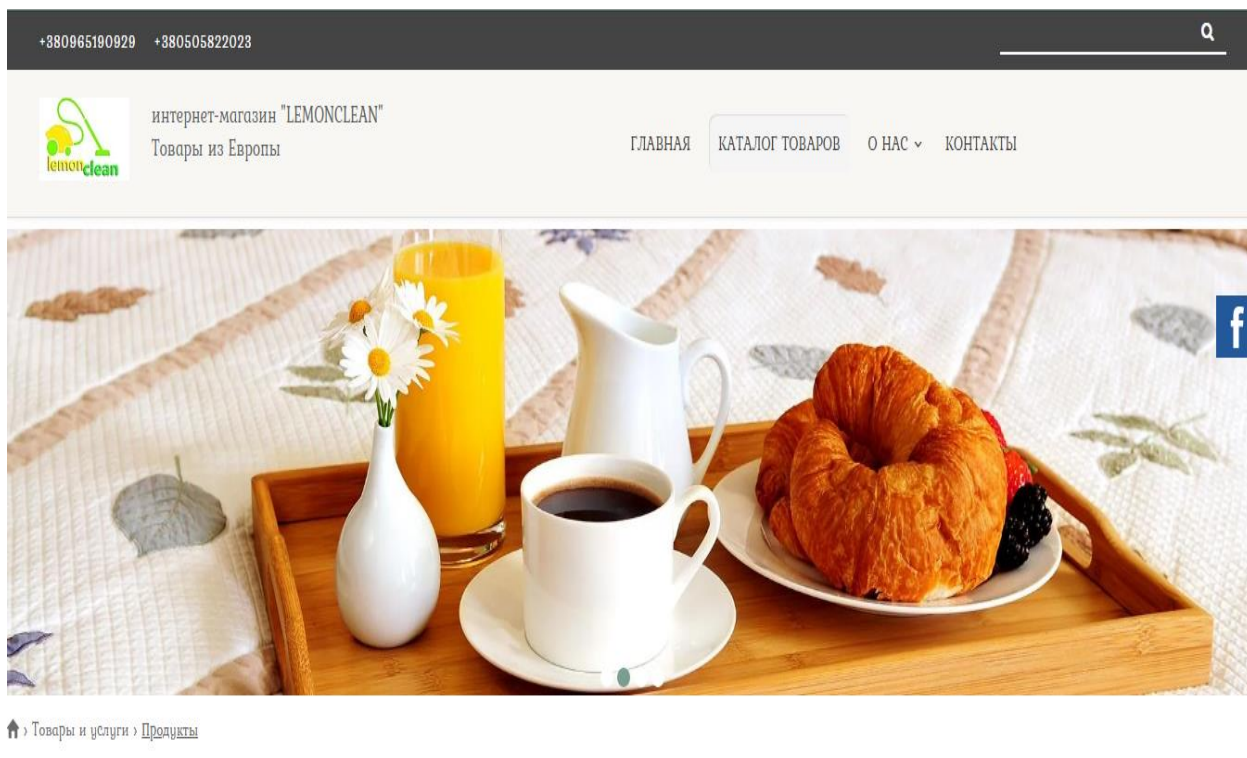 +380965190929 +380505822023
lemonclean
интернет-магазин "LEMONCLEAN"
Товары из Европы
ГЛАВНАЯ КАТАЛОГ ТОВАРОВ О НАС КОНТАКТЫ
f
› Товары и услуги › Продукты